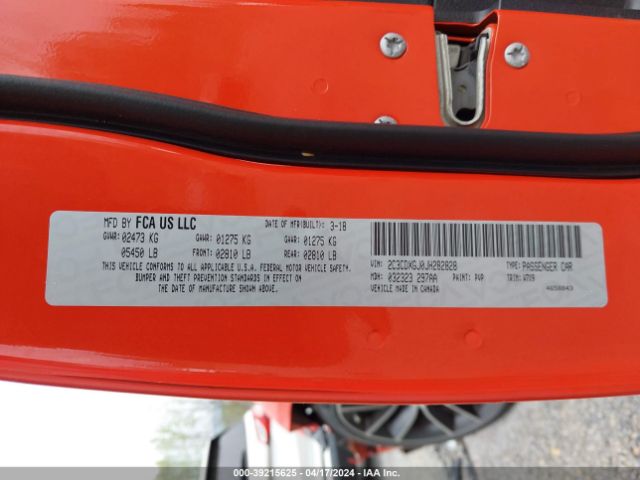 MFD BY FCA US LLC
DATE OF MFR(BUILT): 3-18
GVWR: 02473 KG GAWR: 01275 KG GAWR: 01275 KG
05450 LB FRONT: 02810 LB REAR: 02810 LB
THIS VEHICLE CONFORMS TO ALL APPLICABLE U.S.A. FEDERAL MOTOR VEHICLE SAFETY,
BUMPER AND THEFT PREVENTION STANDARDS IN EFFECT ON
THE DATE OF MANUFACTURE SHOWN ABOVE.
VIN: 2C3CDXGJ0JH282828 TYPE: PASSENGER CAR
MDH: 032323 297AA PAINT: PVP TRIM: W7X9
VEHICLE MADE IN CANADA 4658843
000-39215625 - 04/17/2024 - IAA Inc.